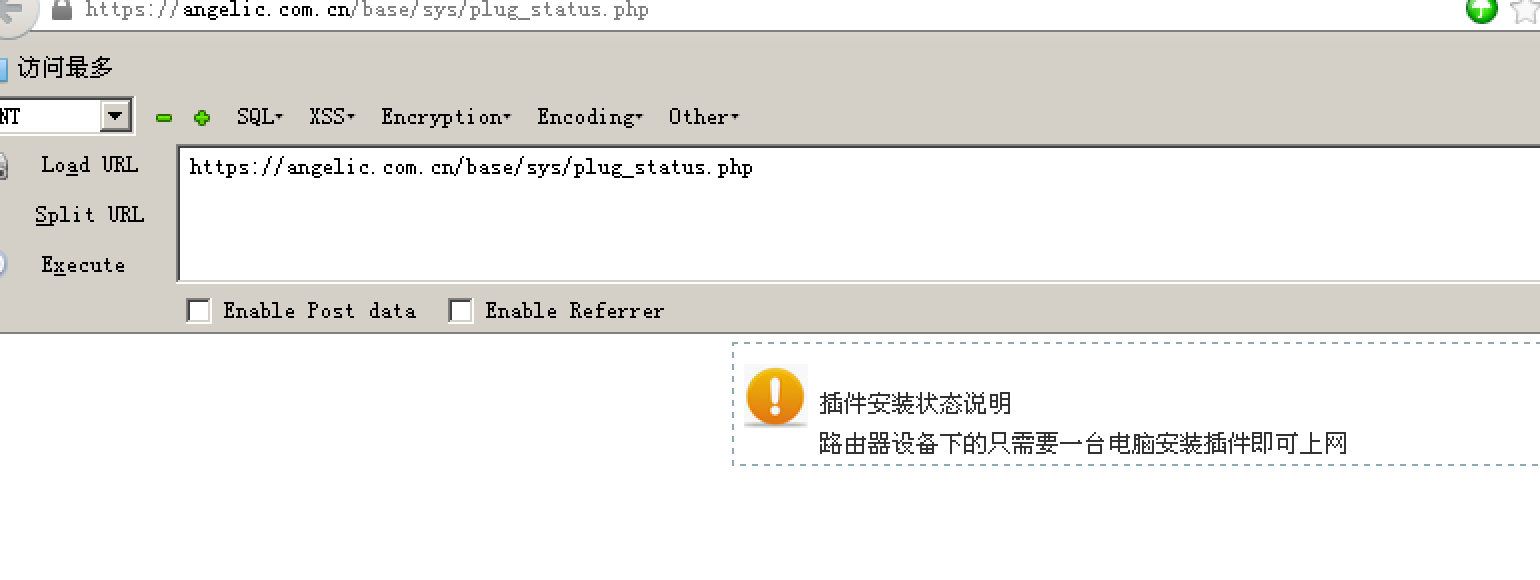 https://angelic.com.cn/base/sys/plug_status.php
访问最多
NT SQL XSS Encryption Encoding Other
Load URL
https://angelic.com.cn/base/sys/plug_status.php
Split URL
Execute
Enable Post data Enable Referrer
插件安装状态说明
路由器设备下的只需要一台电脑安装插件即可上网